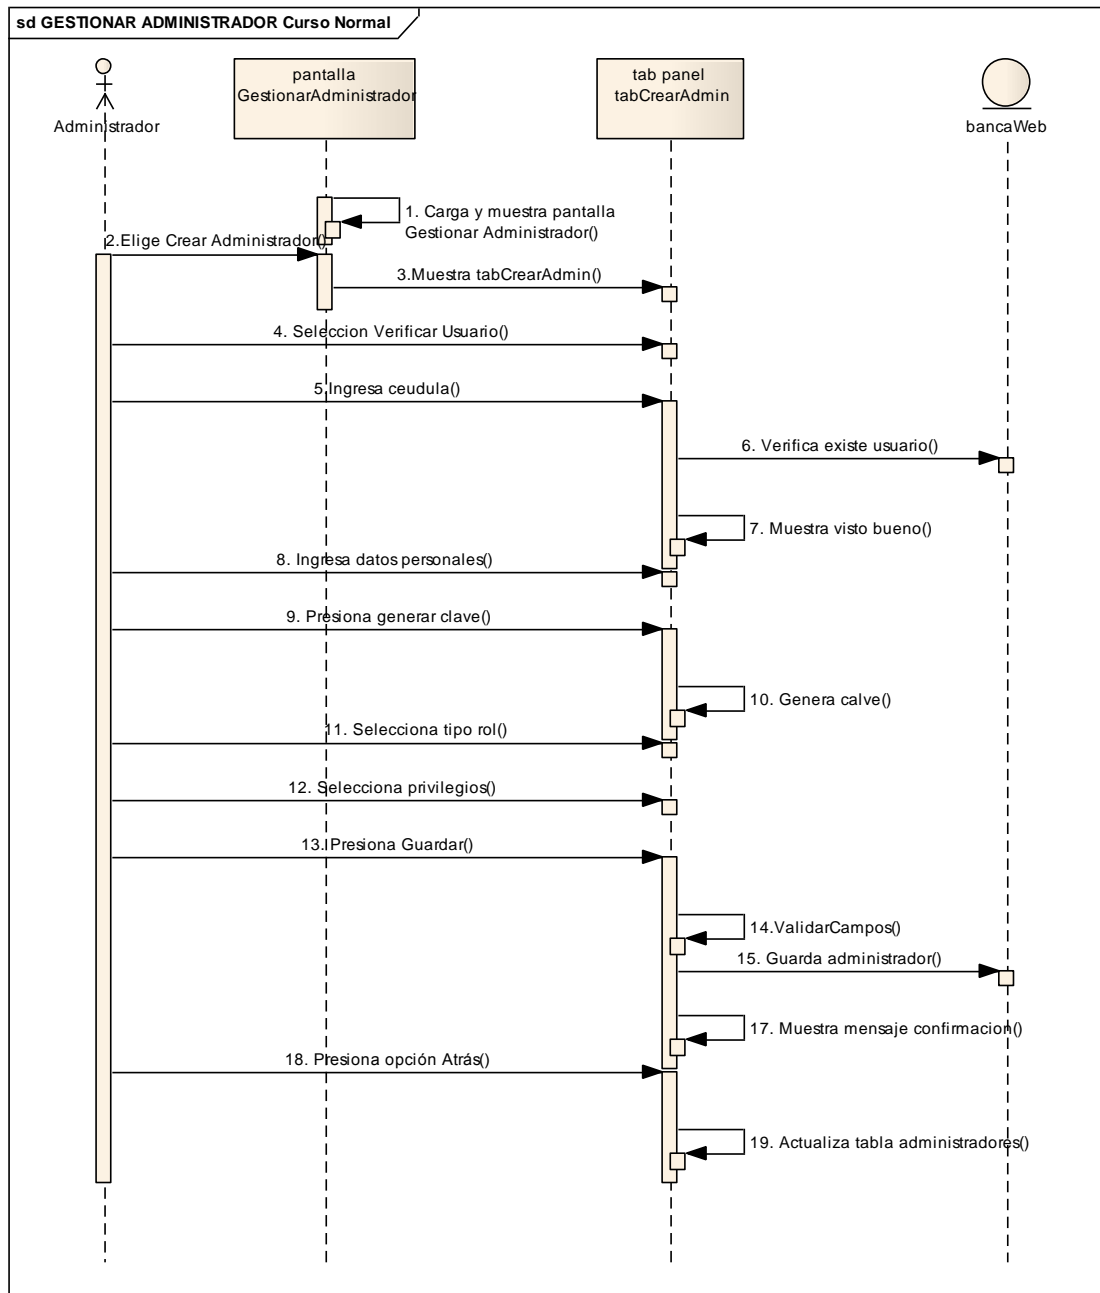 sd GESTIONAR ADMINISTRADOR Curso Normal
Administrador
pantalla
GestionarAdministrador
tab panel
tabCrearAdmin
bancaWeb
1. Carga y muestra pantalla
Gestionar Administrador()
2.Elige Crear Administrador()
3.Muestra tabCrearAdmin()
4. Seleccion Verificar Usuario()
5.Ingresa ceudula()
6. Verifica existe usuario()
7. Muestra visto bueno()
8. Ingresa datos personales()
9. Presiona generar clave()
10. Genera calve()
11. Selecciona tipo rol()
12. Selecciona privilegios()
13. Presiona Guardar()
14.ValidarCampos()
15. Guarda administrador()
17. Muestra mensaje confirmacion()
18. Presiona opción Atrás()
19. Actualiza tabla administradores()